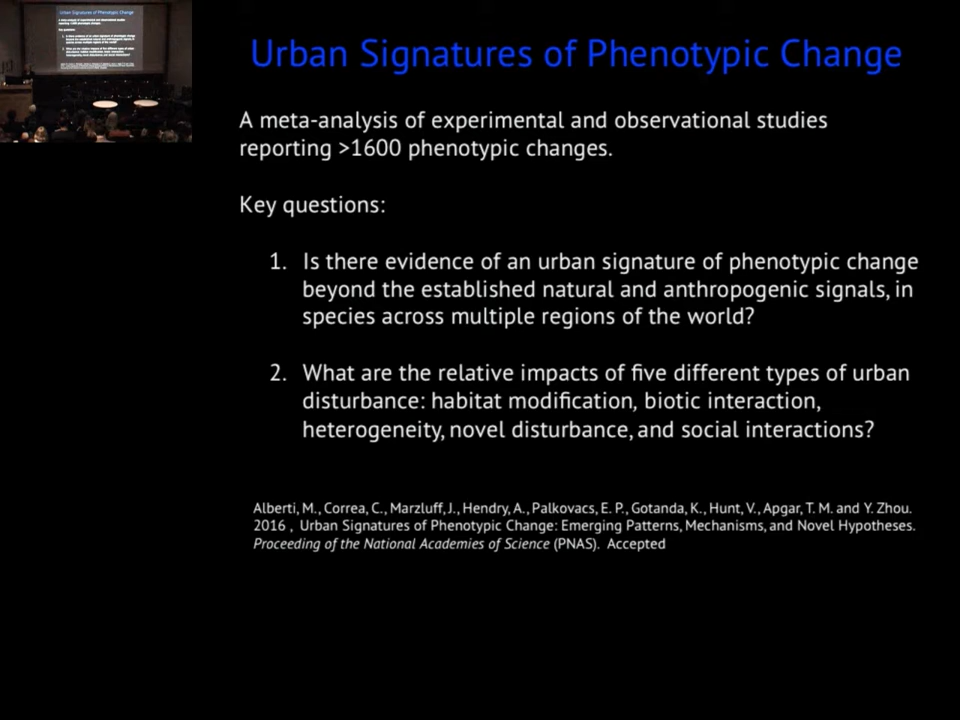 Urban Signatures of Phenotypic Change
A meta-analysis of experimental and observational studies
reporting >1600 phenotypic changes.
Key questions:
1. Is there evidence of an urban signature of phenotypic change
beyond the established natural and anthropogenic signals, in
species across multiple regions of the world?
2. What are the relative impacts of five different types of urban
disturbance: habitat modification, biotic interaction,
heterogeneity, novel disturbance, and social interactions?
Alberti, M., Correa, C., Marzluff, J., Hendry, A., Palkovacs, E. P., Gotanda, K., Hunt, V., Apgar, T. M. and Y. Zhou.
2016 , Urban Signatures of Phenotypic Change: Emerging Patterns, Mechanisms, and Novel Hypotheses.
Proceeding of the National Academies of Science (PNAS). Accepted